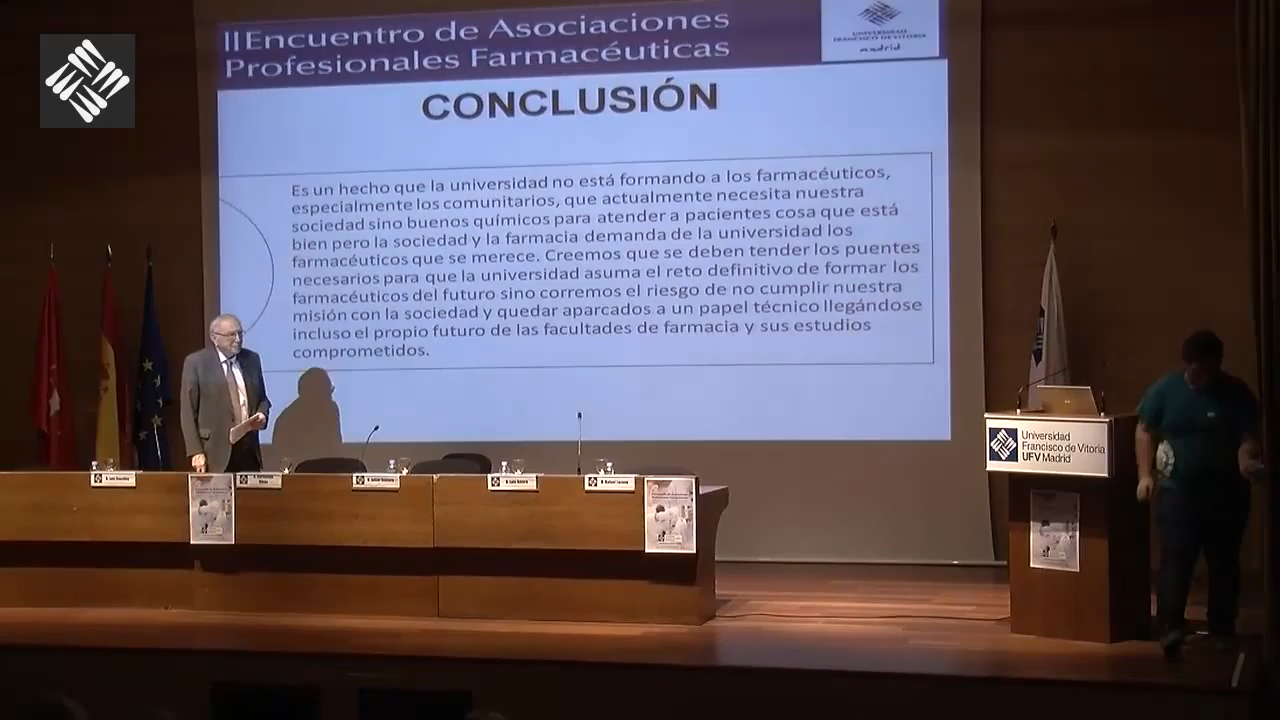 II Encuentro de Asociaciones
Profesionales Farmacéuticas
UNIVERSIDAD
FRANCISCO DE VITORIA
madrid
CONCLUSIÓN
Es un hecho que la universidad no está formando a los farmacéuticos,
especialmente los comunitarios, que actualmente necesita nuestra
sociedad sino buenos químicos para atender a pacientes cosa que está
bien pero la sociedad y la farmacia demanda de la universidad los
farmacéuticos que se merece. Creemos que se deben tender los puentes
necesarios para que la universidad asuma el reto definitivo de formar los
farmacéuticos del futuro sino corremos el riesgo de no cumplir nuestra
misión con la sociedad y quedar aparcados a un papel técnico llegándose
incluso el propio futuro de las facultades de farmacia y sus estudios
comprometidos.
Universidad
Francisco de Vitoria
UFV Madrid